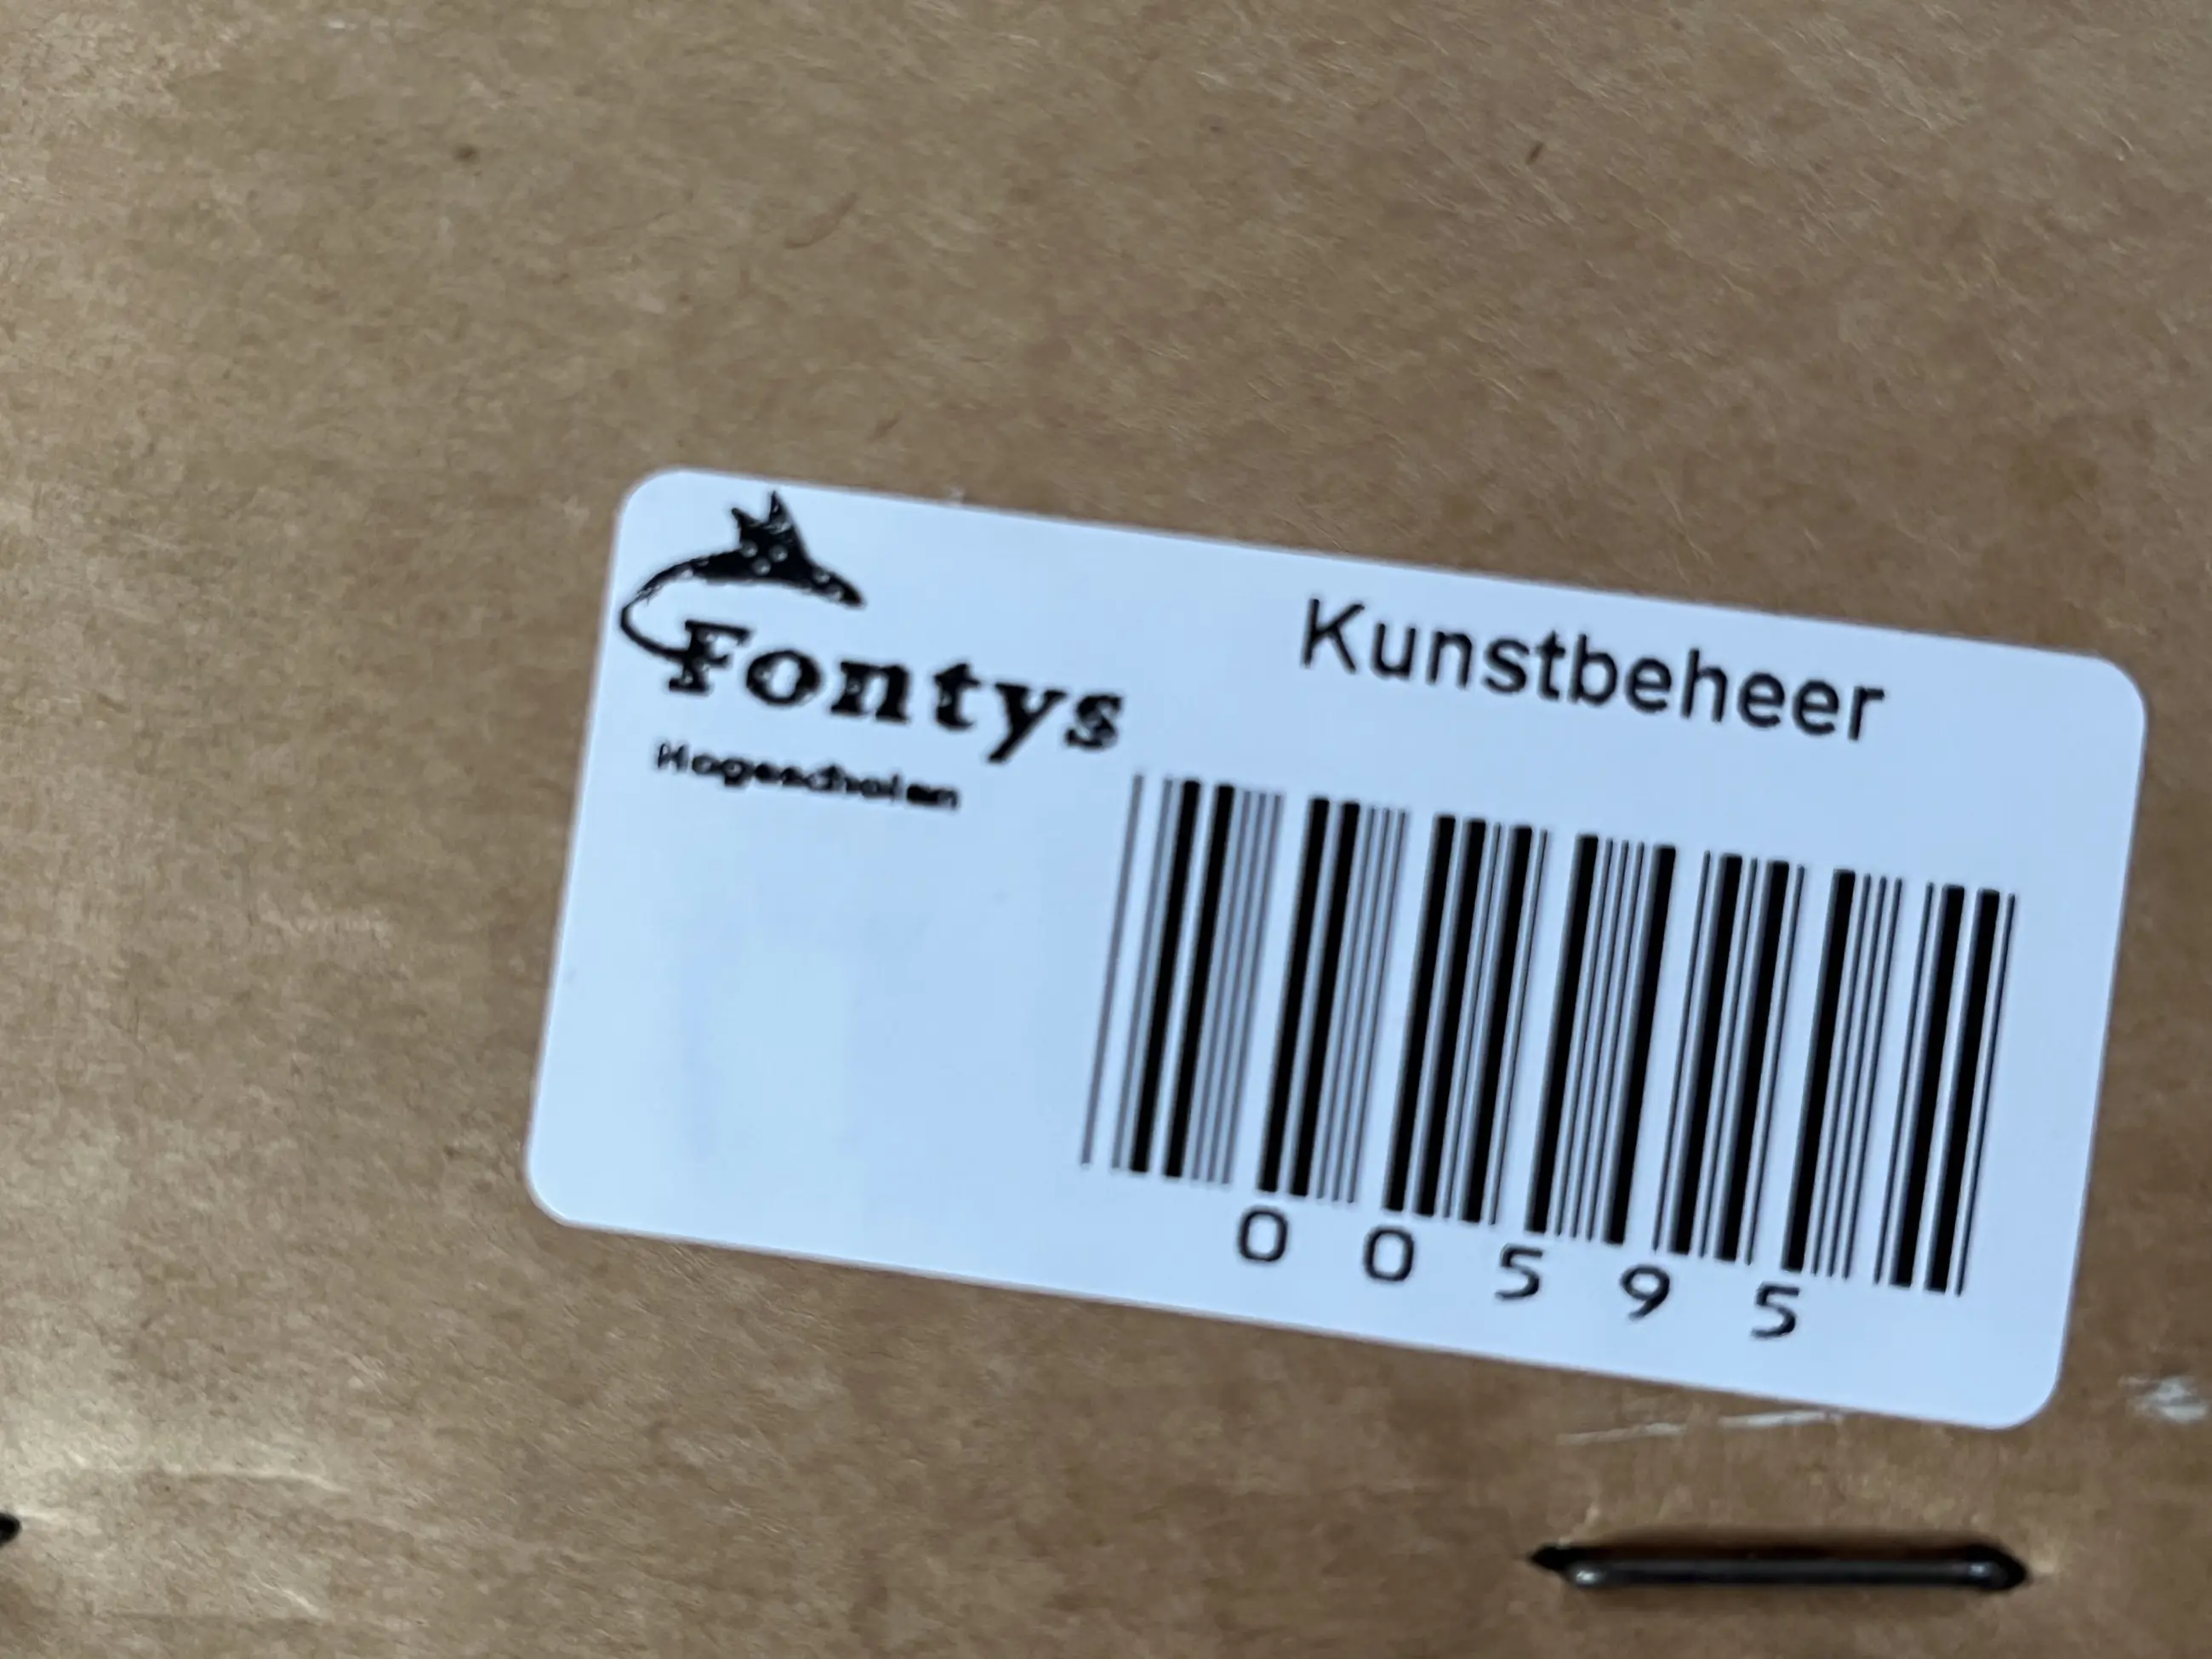 Fontys
Hogescholen
Kunstbeheer
00595